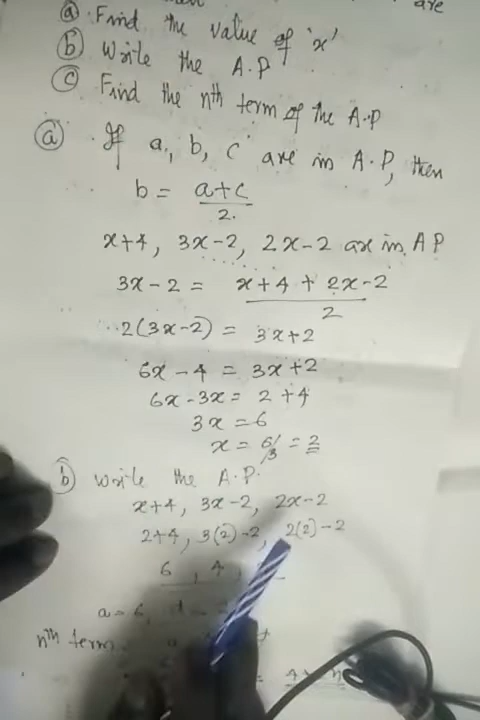 are
ⓐ Find the value of 'x'
ⓑ Write the A.P
ⓒ Find the nth term of the A.P
ⓐ If a, b, c are in A.P, then
b = a+c/2.
x+4, 3x-2, 2x-2 are in A P
3x-2 = x+4+2x-2/2
2(3x-2) = 3x+2
6x-4 = 3x+2
6x-3x = 2+4
3x = 6
x = 6/3 = 2
ⓑ Write the A.P.
x+4, 3x-2, 2x-2
2+4, 3(2)-2, 2(2)-2
6, 4,
a=6,
nth term